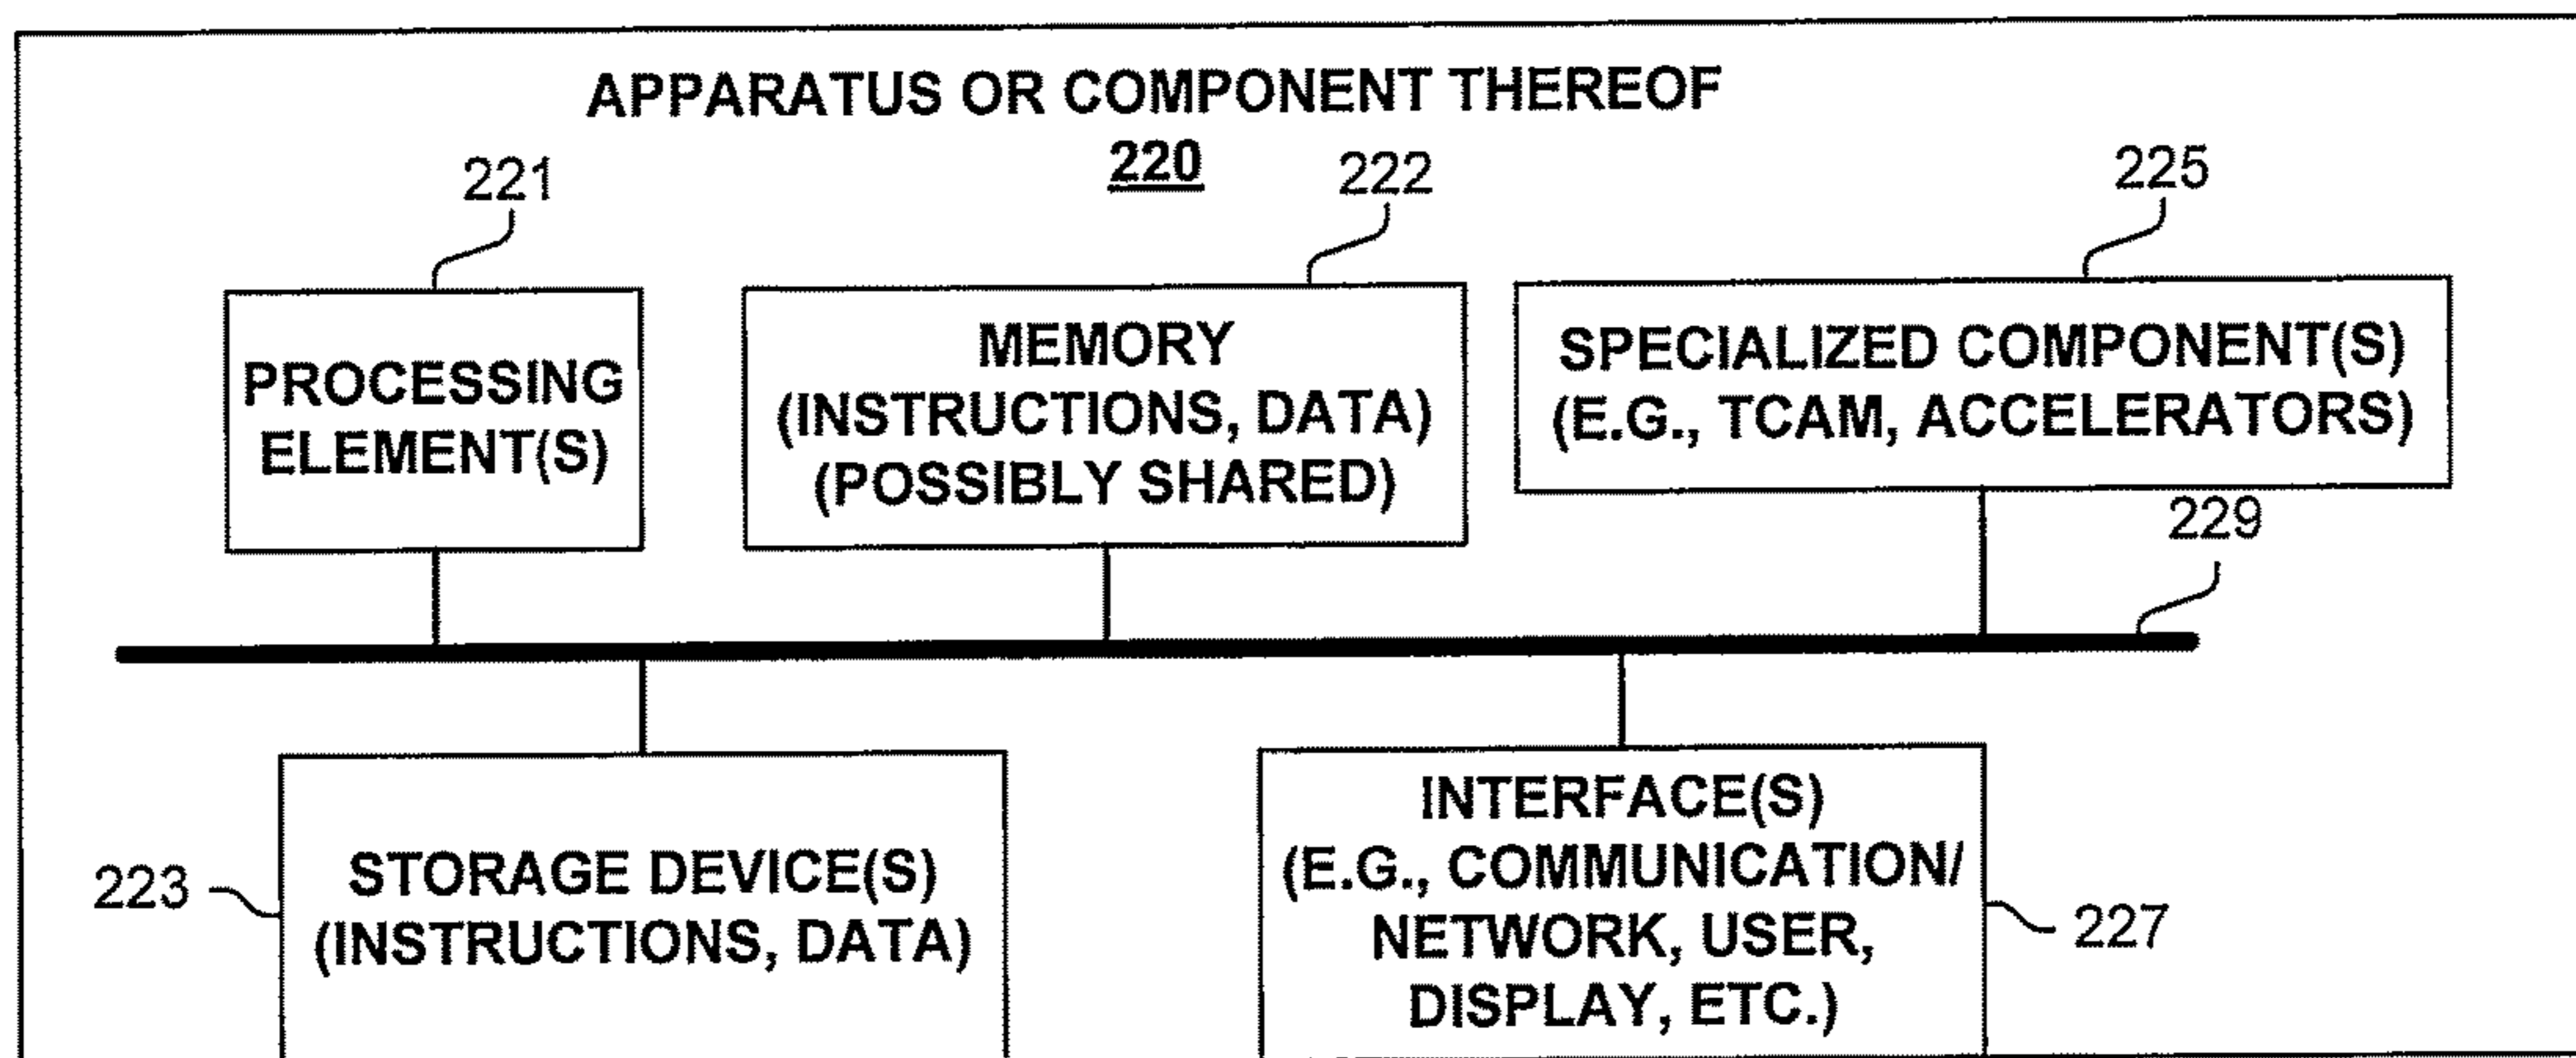 APPARATUS OR COMPONENT THEREOF
220
221
222
225
PROCESSING
ELEMENT(S)
MEMORY
(INSTRUCTIONS, DATA)
(POSSIBLY SHARED)
SPECIALIZED COMPONENT(S)
(E.G., TCAM, ACCELERATORS)
229
223
STORAGE DEVICE(S)
(INSTRUCTIONS, DATA)
INTERFACE(S)
(E.G., COMMUNICATION/
NETWORK, USER,
DISPLAY, ETC.)
227